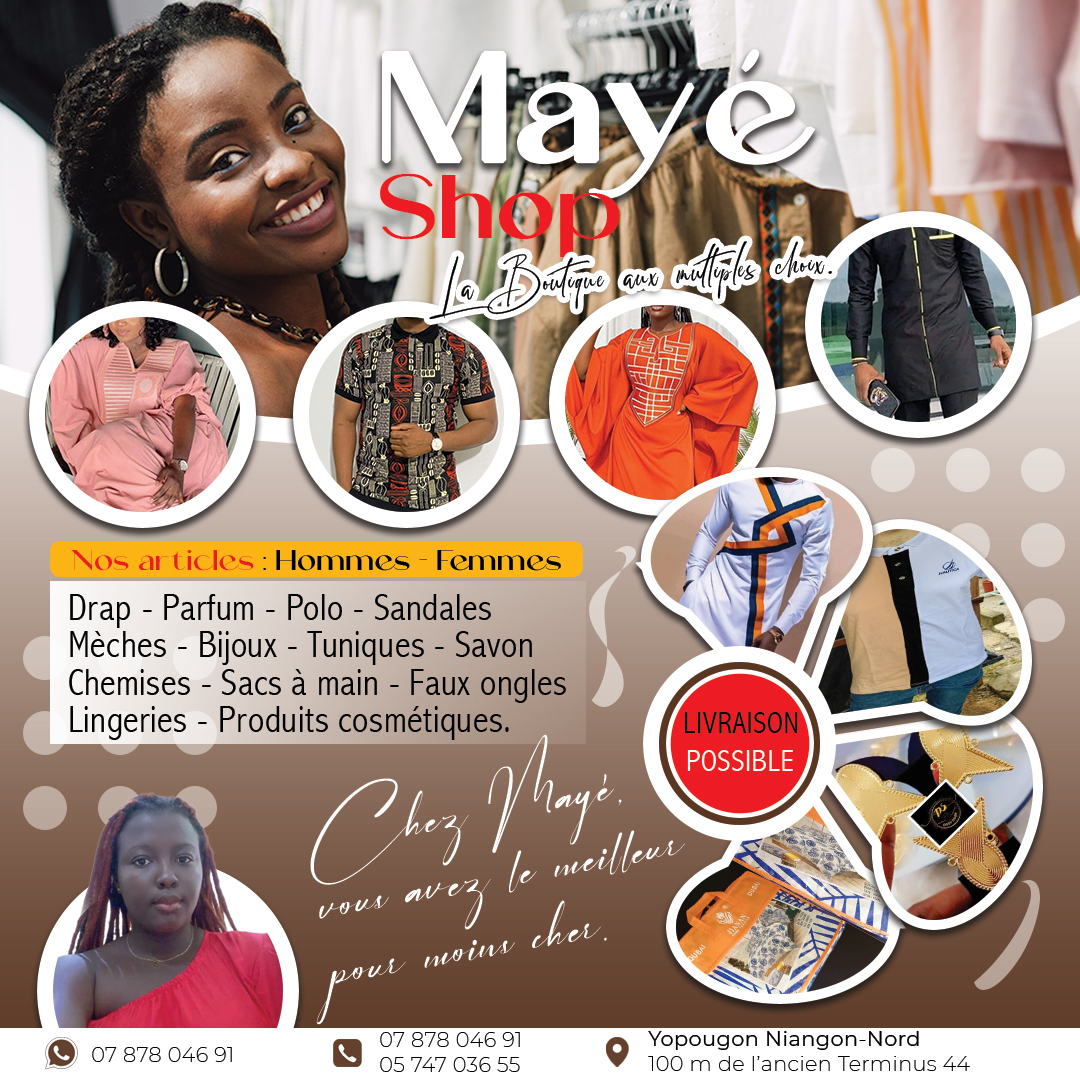 Mayé
Shop
La Boutique aux multiples choix.
Nos articles : Hommes - Femmes
Drap - Parfum - Polo - Sandales
Mèches - Bijoux - Tuniques - Savon
Chemises - Sacs à main - Faux ongles
Lingeries - Produits cosmétiques.
NAUTICA
LIVRAISON
POSSIBLE
DUBAI
DUBAI
Chez Mayé,
vous avez le meilleur
pour moins cher.
07 878 046 91
07 878 046 91
05 747 036 55
Yopougon Niangon-Nord
100 m de l'ancien Terminus 44